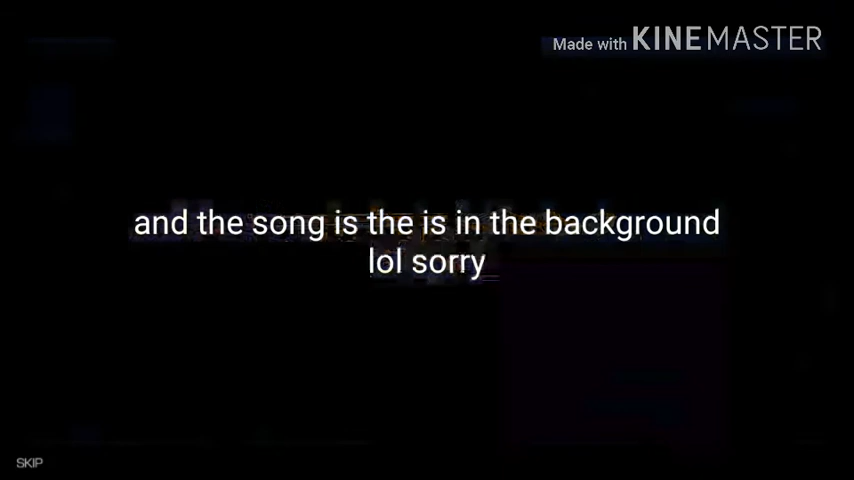 Made with KINEMASTER
and the song is the is in the background
lol sorry
SKIP